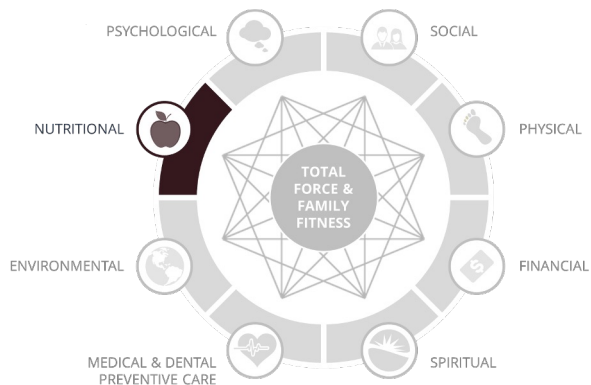 PSYCHOLOGICAL
SOCIAL
NUTRITIONAL
PHYSICAL
TOTAL
FORCE &
FAMILY
FITNESS
ENVIRONMENTAL
FINANCIAL
MEDICAL & DENTAL
PREVENTIVE CARE
SPIRITUAL
$